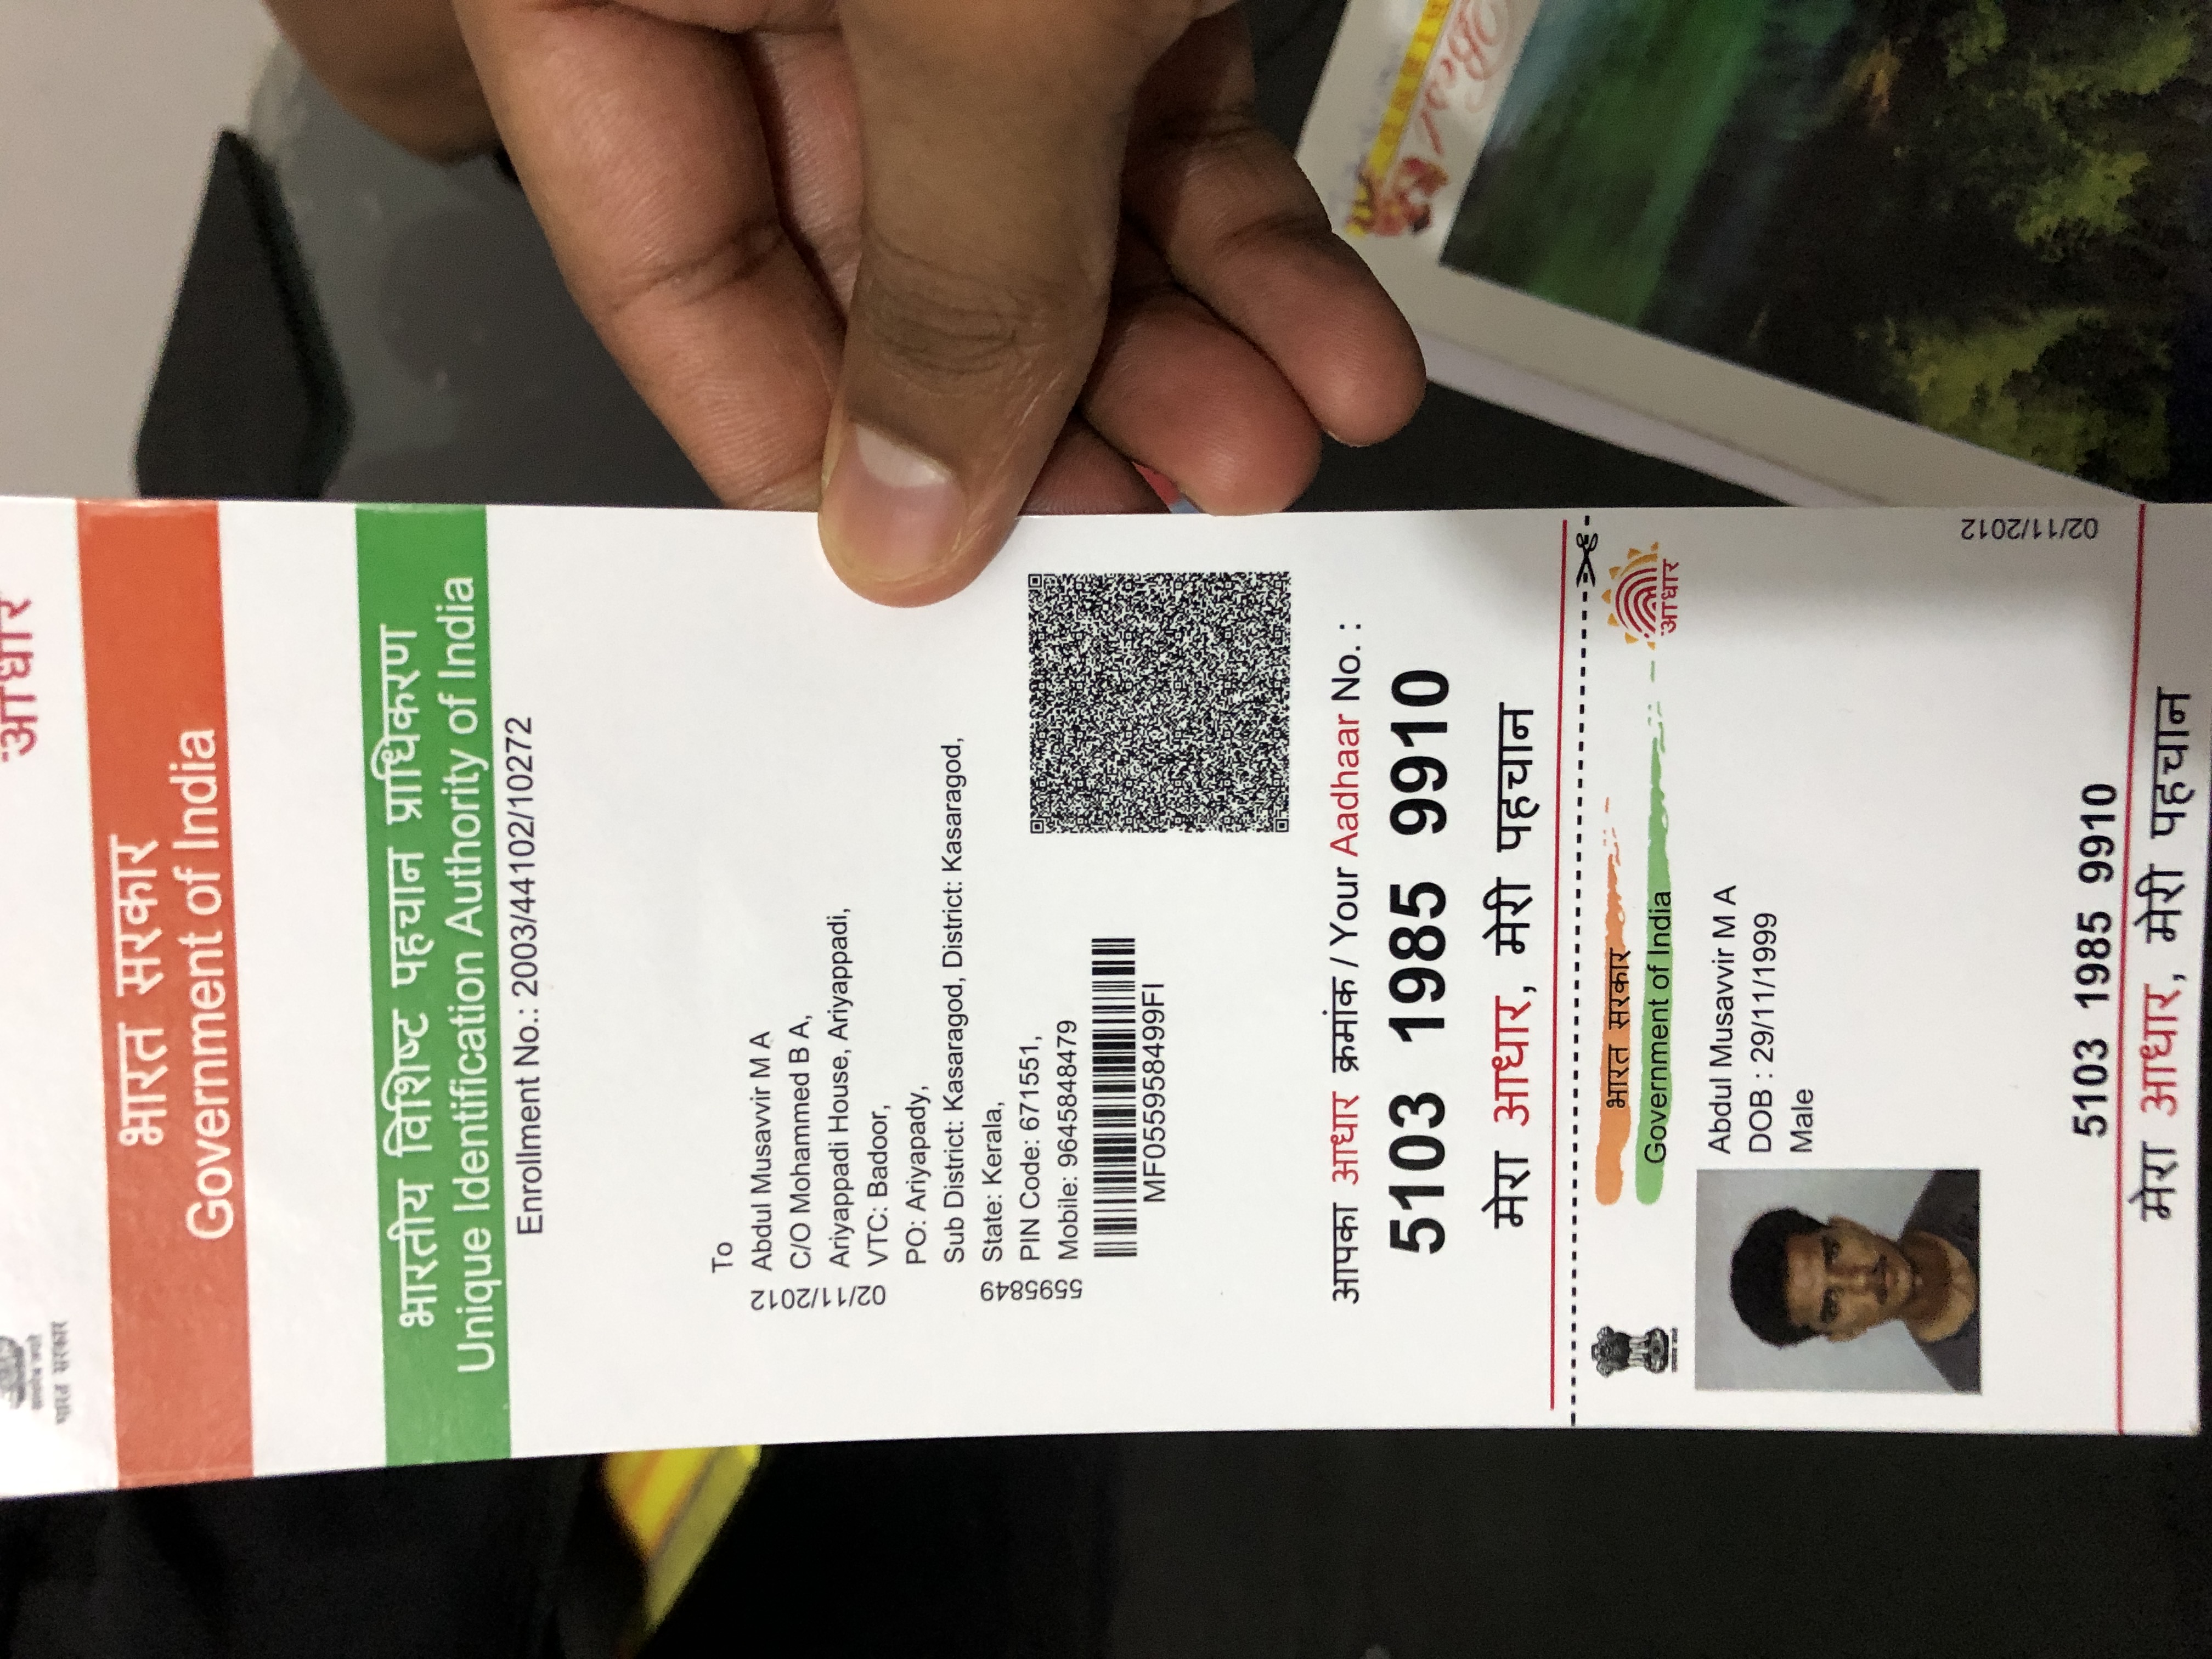 भारत सरकार
आधार
भारत सरकार
Government of India
भारतीय विशिष्ट पहचान प्राधिकरण
Unique Identification Authority of India
Enrollment No.: 2003/44102/10272
To
Abdul Musavvir M A
C/O Mohammed B A,
Ariyappadi House, Ariyappadi,
VTC: Badoor,
PO: Ariyapady,
Sub District: Kasaragod, District: Kasaragod,
State: Kerala,
PIN Code: 671551,
Mobile: 9645848479
02/11/2012
5595849
MF055958499FI
आपका आधार क्रमांक / Your Aadhaar No. :
5103 1985 9910
मेरा आधार, मेरी पहचान
भारत सरकार
Government of India
आधार
Abdul Musavvir M A
DOB : 29/11/1999
Male
02/11/2012
5103 1985 9910
मेरा आधार, मेरी पहचान